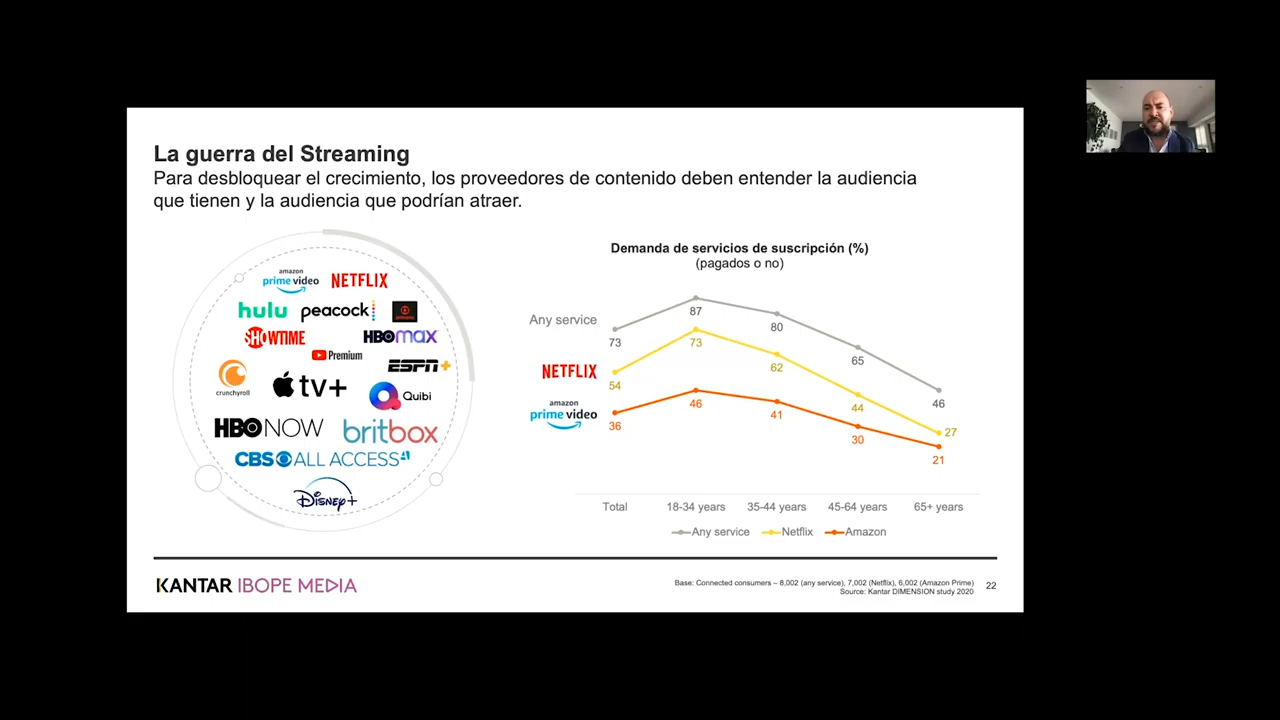 La guerra del Streaming
Para desbloquear el crecimiento, los proveedores de contenido deben entender la audiencia
que tienen y la audiencia que podrían atraer.
amazon
prime video
NETFLIX
hulu
peacock
SHOWTIME
HBOmax
Premium
ESPN+
crunchyroll
tv+
Quibi
HBO NOW
britbox
CBS ALL ACCESS
Disney+
Demanda de servicios de suscripción (%)
(pagados o no)
Any service
73 87 80 65 46
NETFLIX
54 73 62 44 27
amazon
prime video
36 46 41 30 21
Total 18-34 years 35-44 years 45-64 years 65+ years
Any service Netflix Amazon
KANTAR IBOPE MEDIA
Base: Connected consumers – 8,002 (any service), 7,002 (Netflix), 6,002 (Amazon Prime)
Source: Kantar DIMENSION study 2020
22